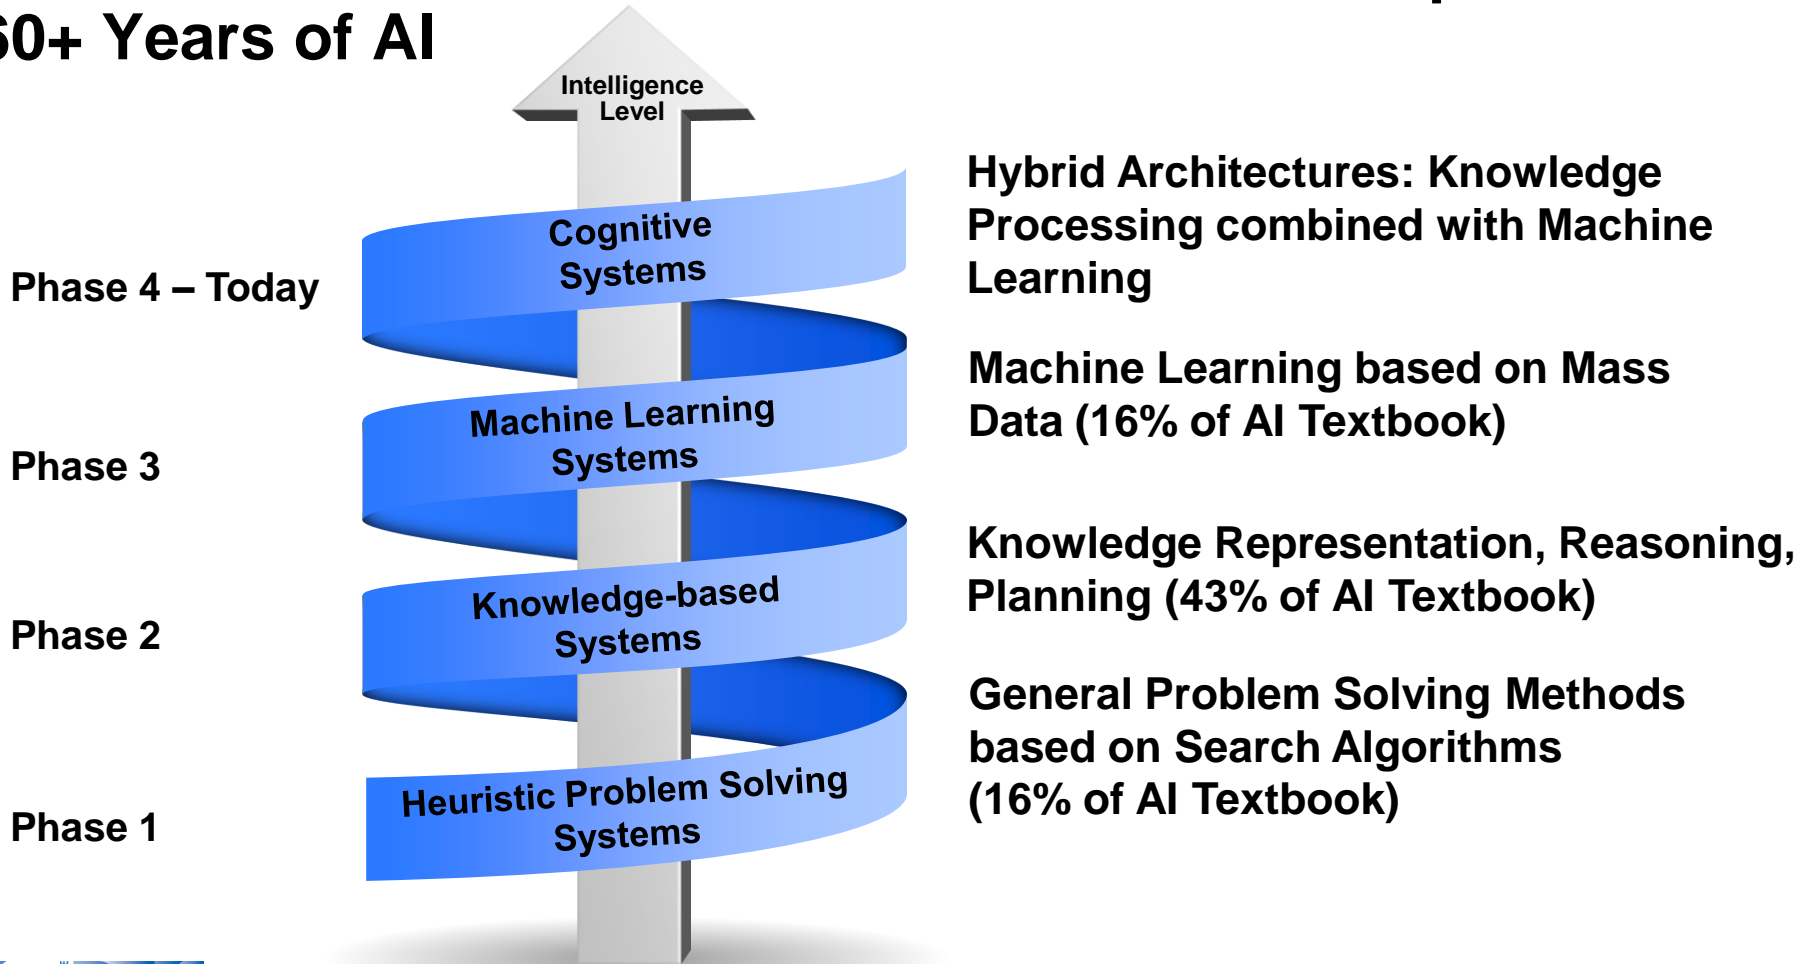 60+ Years of AI
Intelligence
Level
Cognitive
Systems
Hybrid Architectures: Knowledge
Processing combined with Machine
Learning
Phase 4 – Today
Machine Learning
Systems
Machine Learning based on Mass
Data (16% of AI Textbook)
Phase 3
Knowledge-based
Systems
Knowledge Representation, Reasoning,
Planning (43% of AI Textbook)
Phase 2
Heuristic Problem Solving
Systems
General Problem Solving Methods
based on Search Algorithms
(16% of AI Textbook)
Phase 1